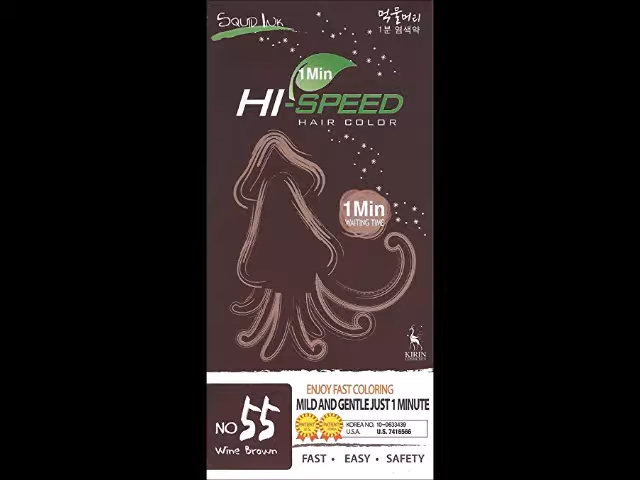 SQUID INK
먹물머리
1분 염색약
1Min
HI-SPEED
HAIR COLOR
1Min
WAITING TIME
KIRIN
ENJOY FAST COLORING
MILD AND GENTLE JUST 1 MINUTE
KOREA NO. 10-0633439
U.S.A. U.S. 7416566
NO 55
Wine Brown
FAST • EASY • SAFETY